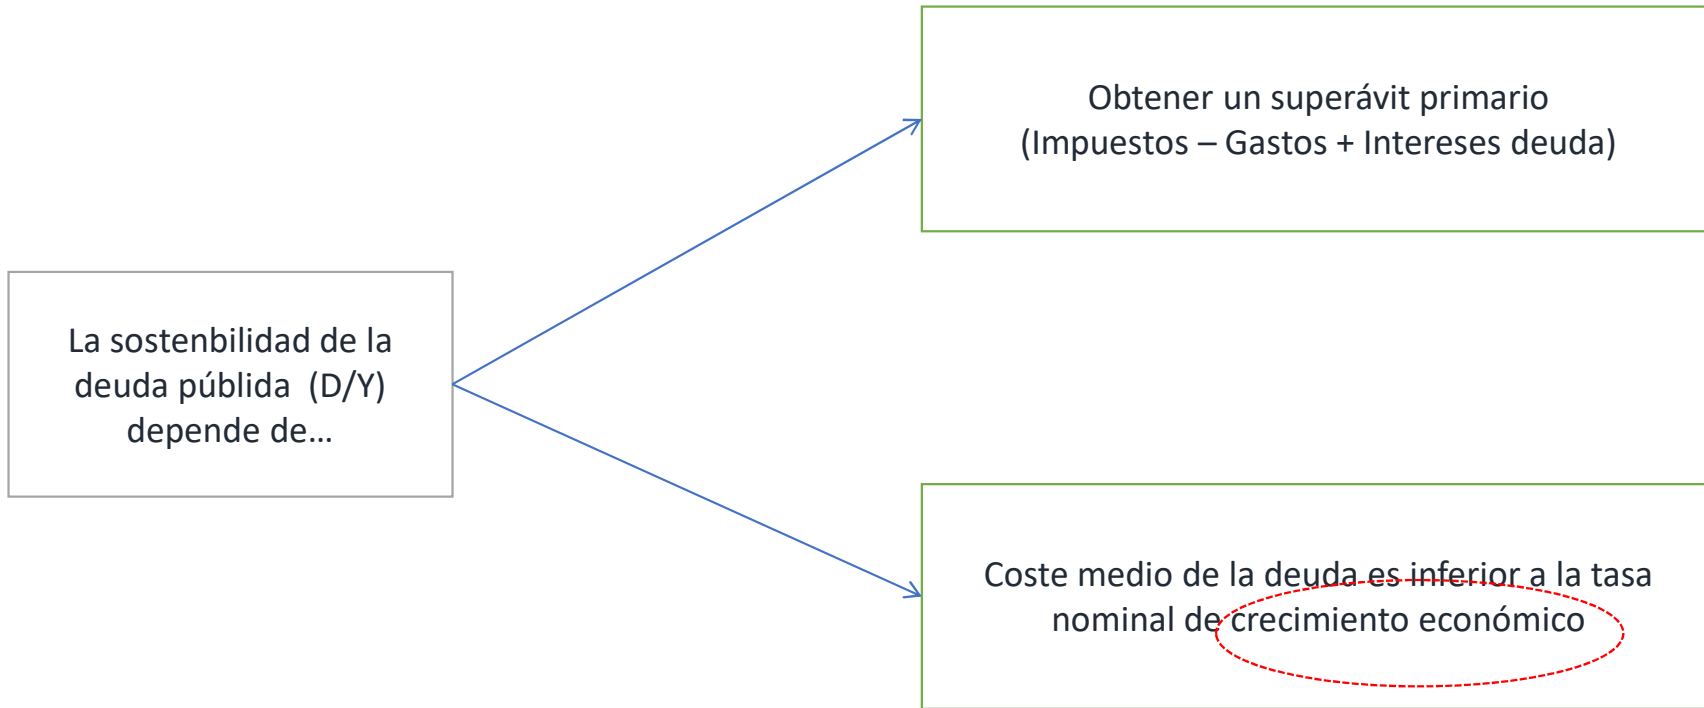 Obtener un superávit primario
(Impuestos – Gastos + Intereses deuda)
La sostenbilidad de la
deuda públida (D/Y)
depende de…
Coste medio de la deuda es inferior a la tasa
nominal de crecimiento económico